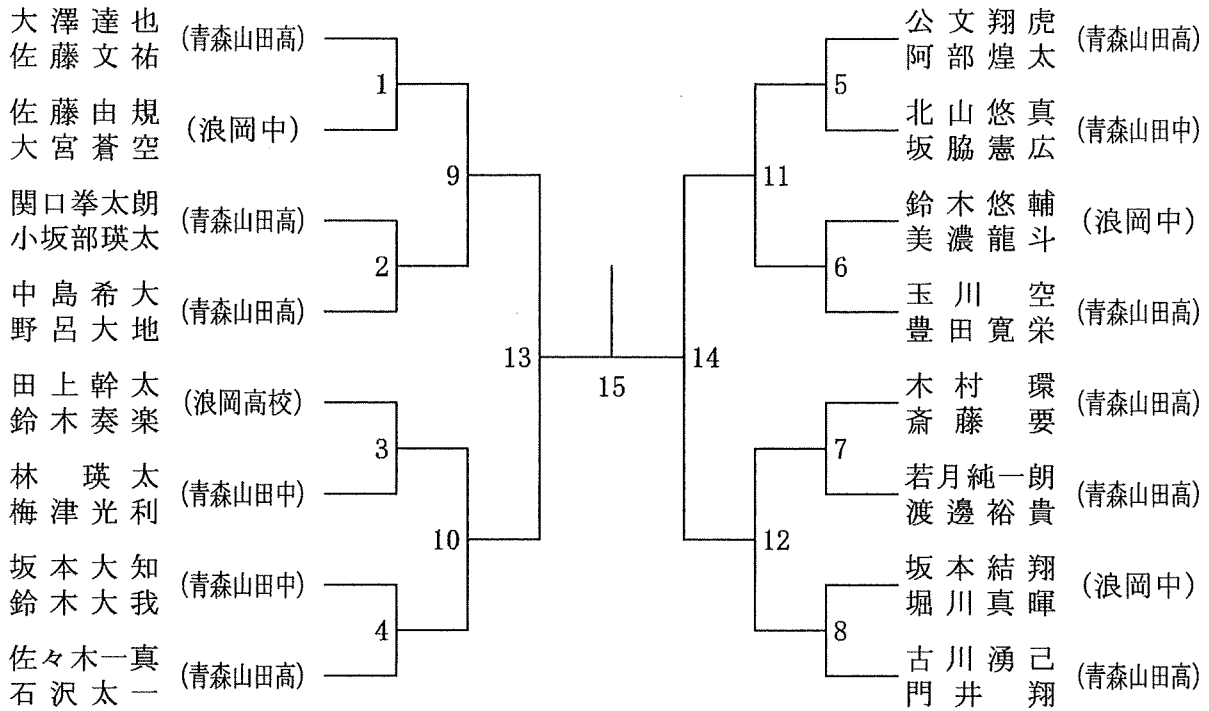 大澤達也
佐藤文祐
(青森山田高)
1
佐藤由規
大宮蒼空
(浪岡中)
9
関口拳太朗
小坂部瑛太
(青森山田高)
2
中島希大
野呂大地
(青森山田高)
13
田上幹太
鈴木奏楽
(浪岡高校)
3
林瑛太
梅津光利
(青森山田中)
10
坂本大知
鈴木大我
(青森山田中)
4
佐々木一真
石沢太一
(青森山田高)
15
公文翔虎
阿部煌太
(青森山田高)
5
北山悠真
坂脇憲広
(青森山田中)
11
鈴木悠輔
美濃龍斗
(浪岡中)
6
玉川空
豊田寛栄
(青森山田高)
14
木村環
斎藤要
(青森山田高)
7
若月純一朗
渡邊裕貴
(青森山田高)
12
坂本結翔
堀川真暉
(浪岡中)
8
古川湧己
門井翔
(青森山田高)